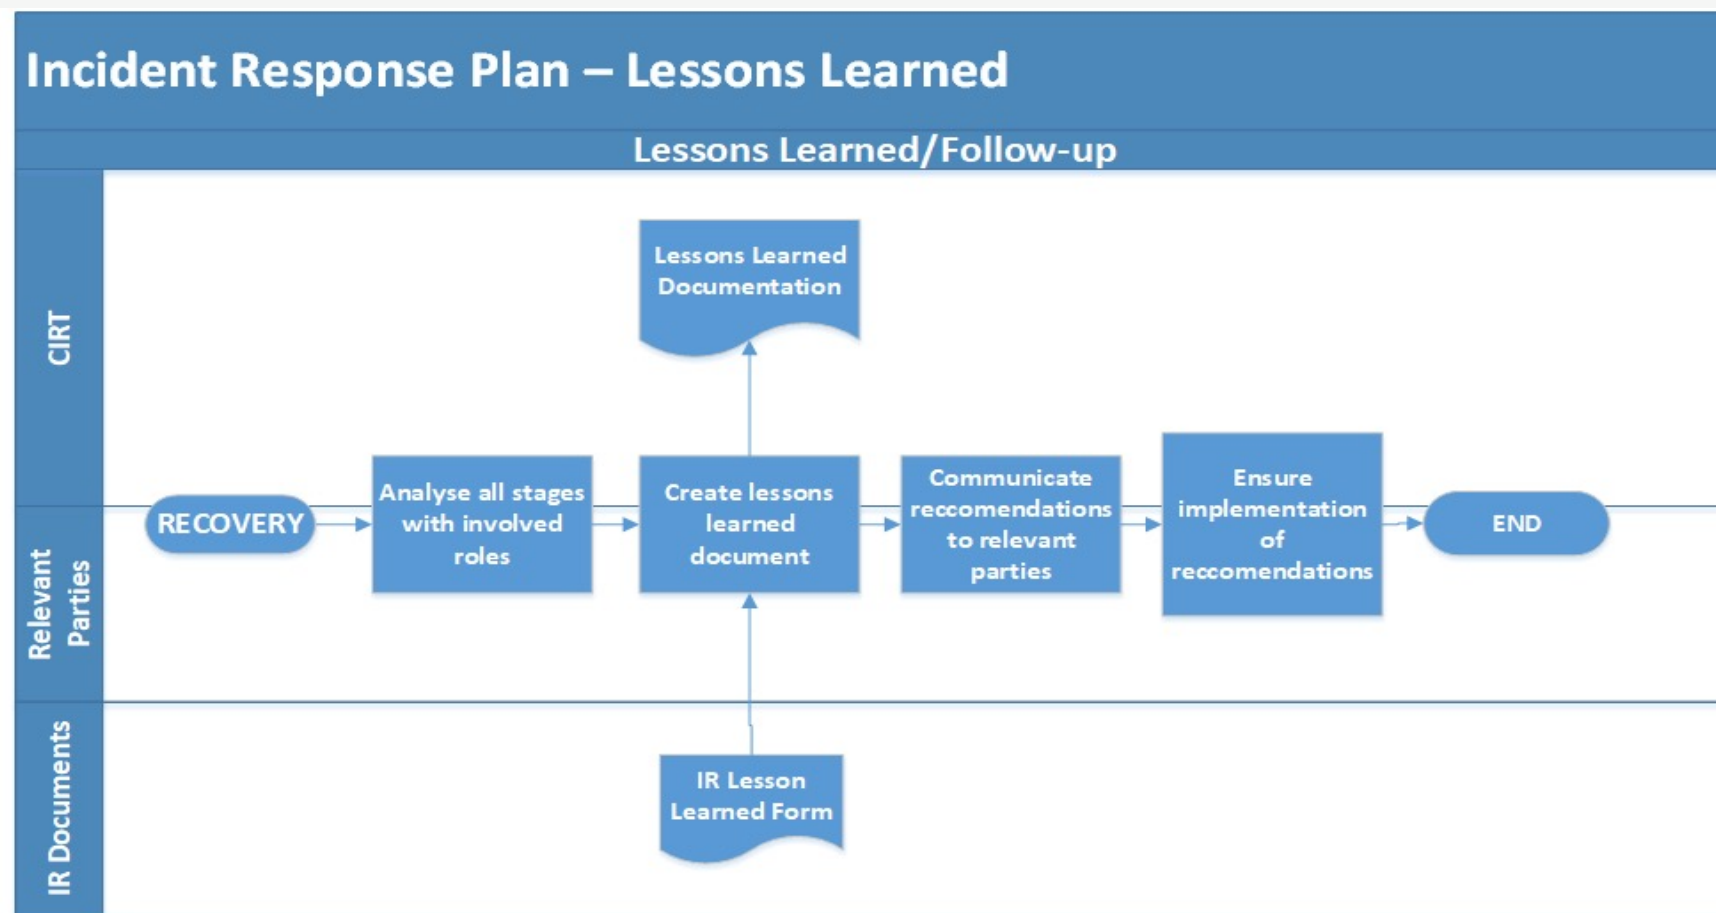 Incident Response Plan – Lessons Learned
Lessons Learned/Follow-up
CIRT
Lessons Learned
Documentation
RECOVERY
Analyse all stages
with involved
roles
Create lessons
learned
document
Communicate
reccomendations
to relevant
parties
Ensure
implementation
of
reccomendations
END
Relevant
Parties
IR Documents
IR Lesson
Learned Form